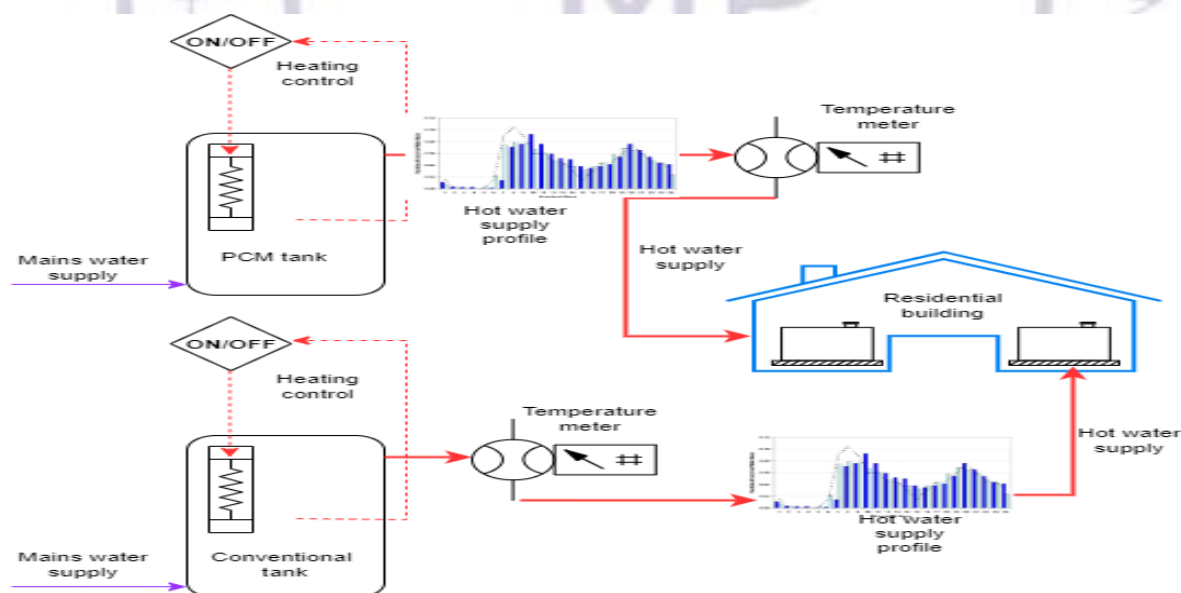 ON/OFF
Heating
control
Temperature
meter
Hot water
supply
profile
PCM tank
Mains water
supply
Hot water
supply
Residential
building
ON/OFF
Heating
control
Temperature
meter
Hot water
supply
Hot water
supply
profile
Conventional
tank
Mains water
supply